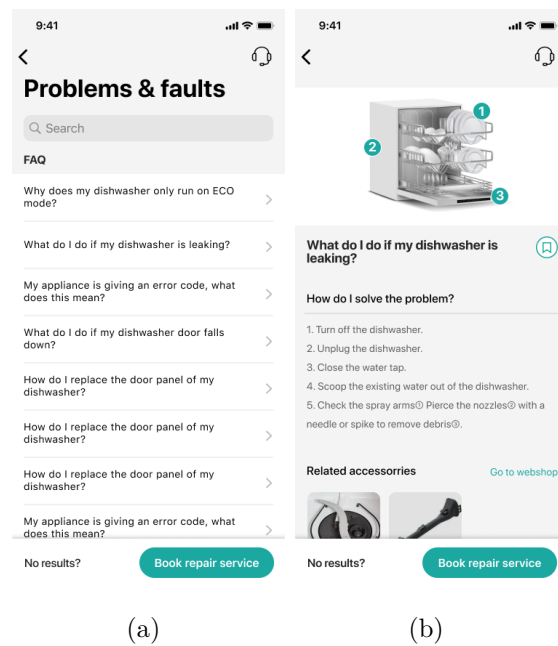 9:41
Problems & faults
Search
FAQ
Why does my dishwasher only run on ECO
mode?
What do I do if my dishwasher is leaking?
My appliance is giving an error code, what
does this mean?
What do I do if my dishwasher door falls
down?
How do I replace the door panel of my
dishwasher?
How do I replace the door panel of my
dishwasher?
How do I replace the door panel of my
dishwasher?
My appliance is giving an error code, what
does this mean?
No results?
Book repair service
(a)
9:41
1
2
3
What do I do if my dishwasher is
leaking?
How do I solve the problem?
1. Turn off the dishwasher.
2. Unplug the dishwasher.
3. Close the water tap.
4. Scoop the existing water out of the dishwasher.
5. Check the spray arms① Pierce the nozzles② with a
needle or spike to remove debris③.
Related accessorries
Go to webshop
No results?
Book repair service
(b)